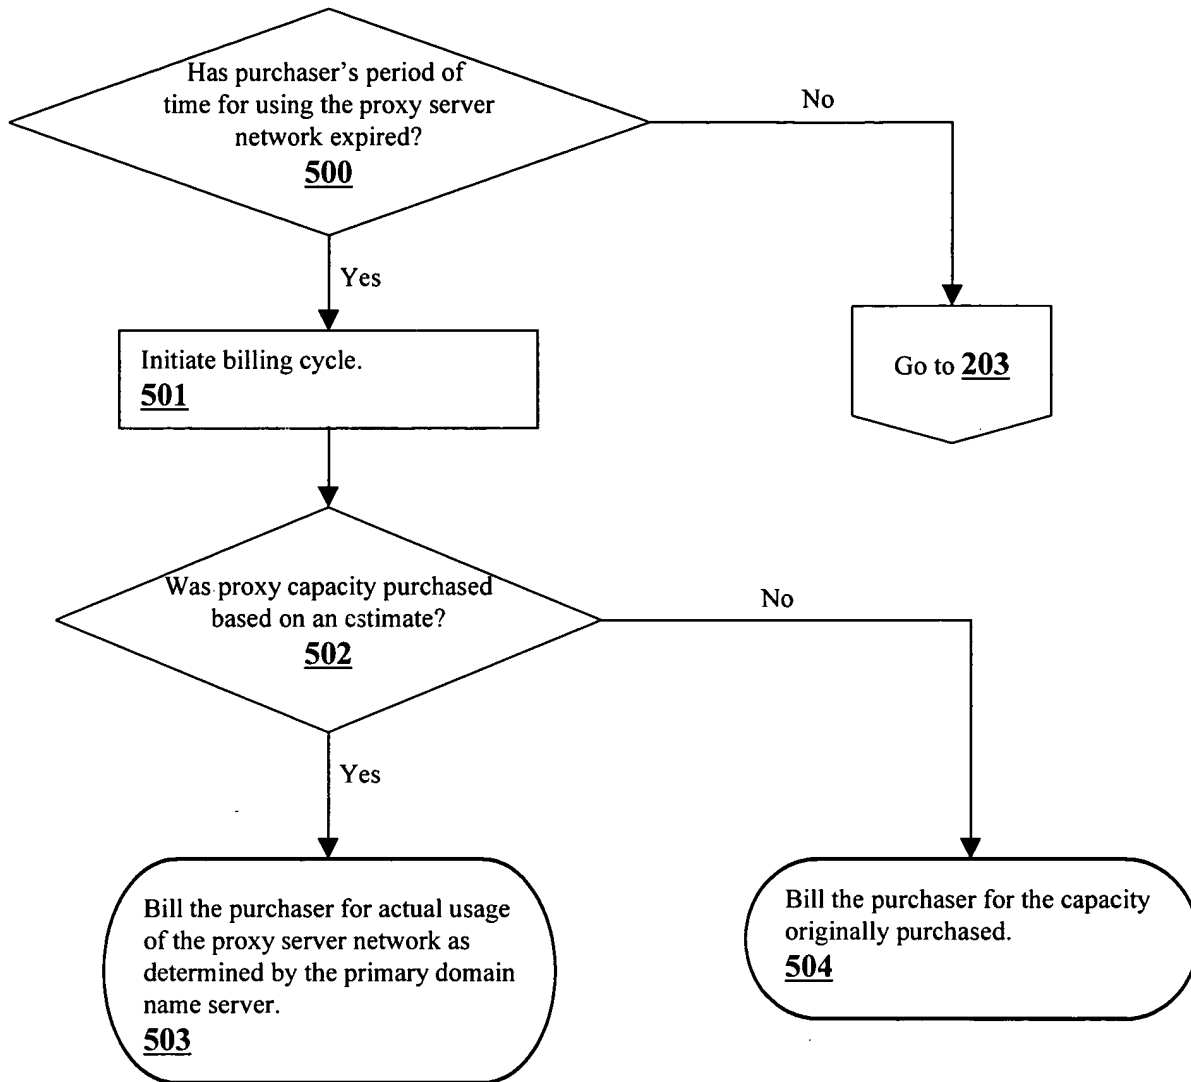 Has purchaser's period of
time for using the proxy server
network expired?
500
No
Yes
Initiate billing cycle.
501
Go to 203
Was proxy capacity purchased
based on an estimate?
502
No
Yes
Bill the purchaser for actual usage
of the proxy server network as
determined by the primary domain
name server.
503
Bill the purchaser for the capacity
originally purchased.
504